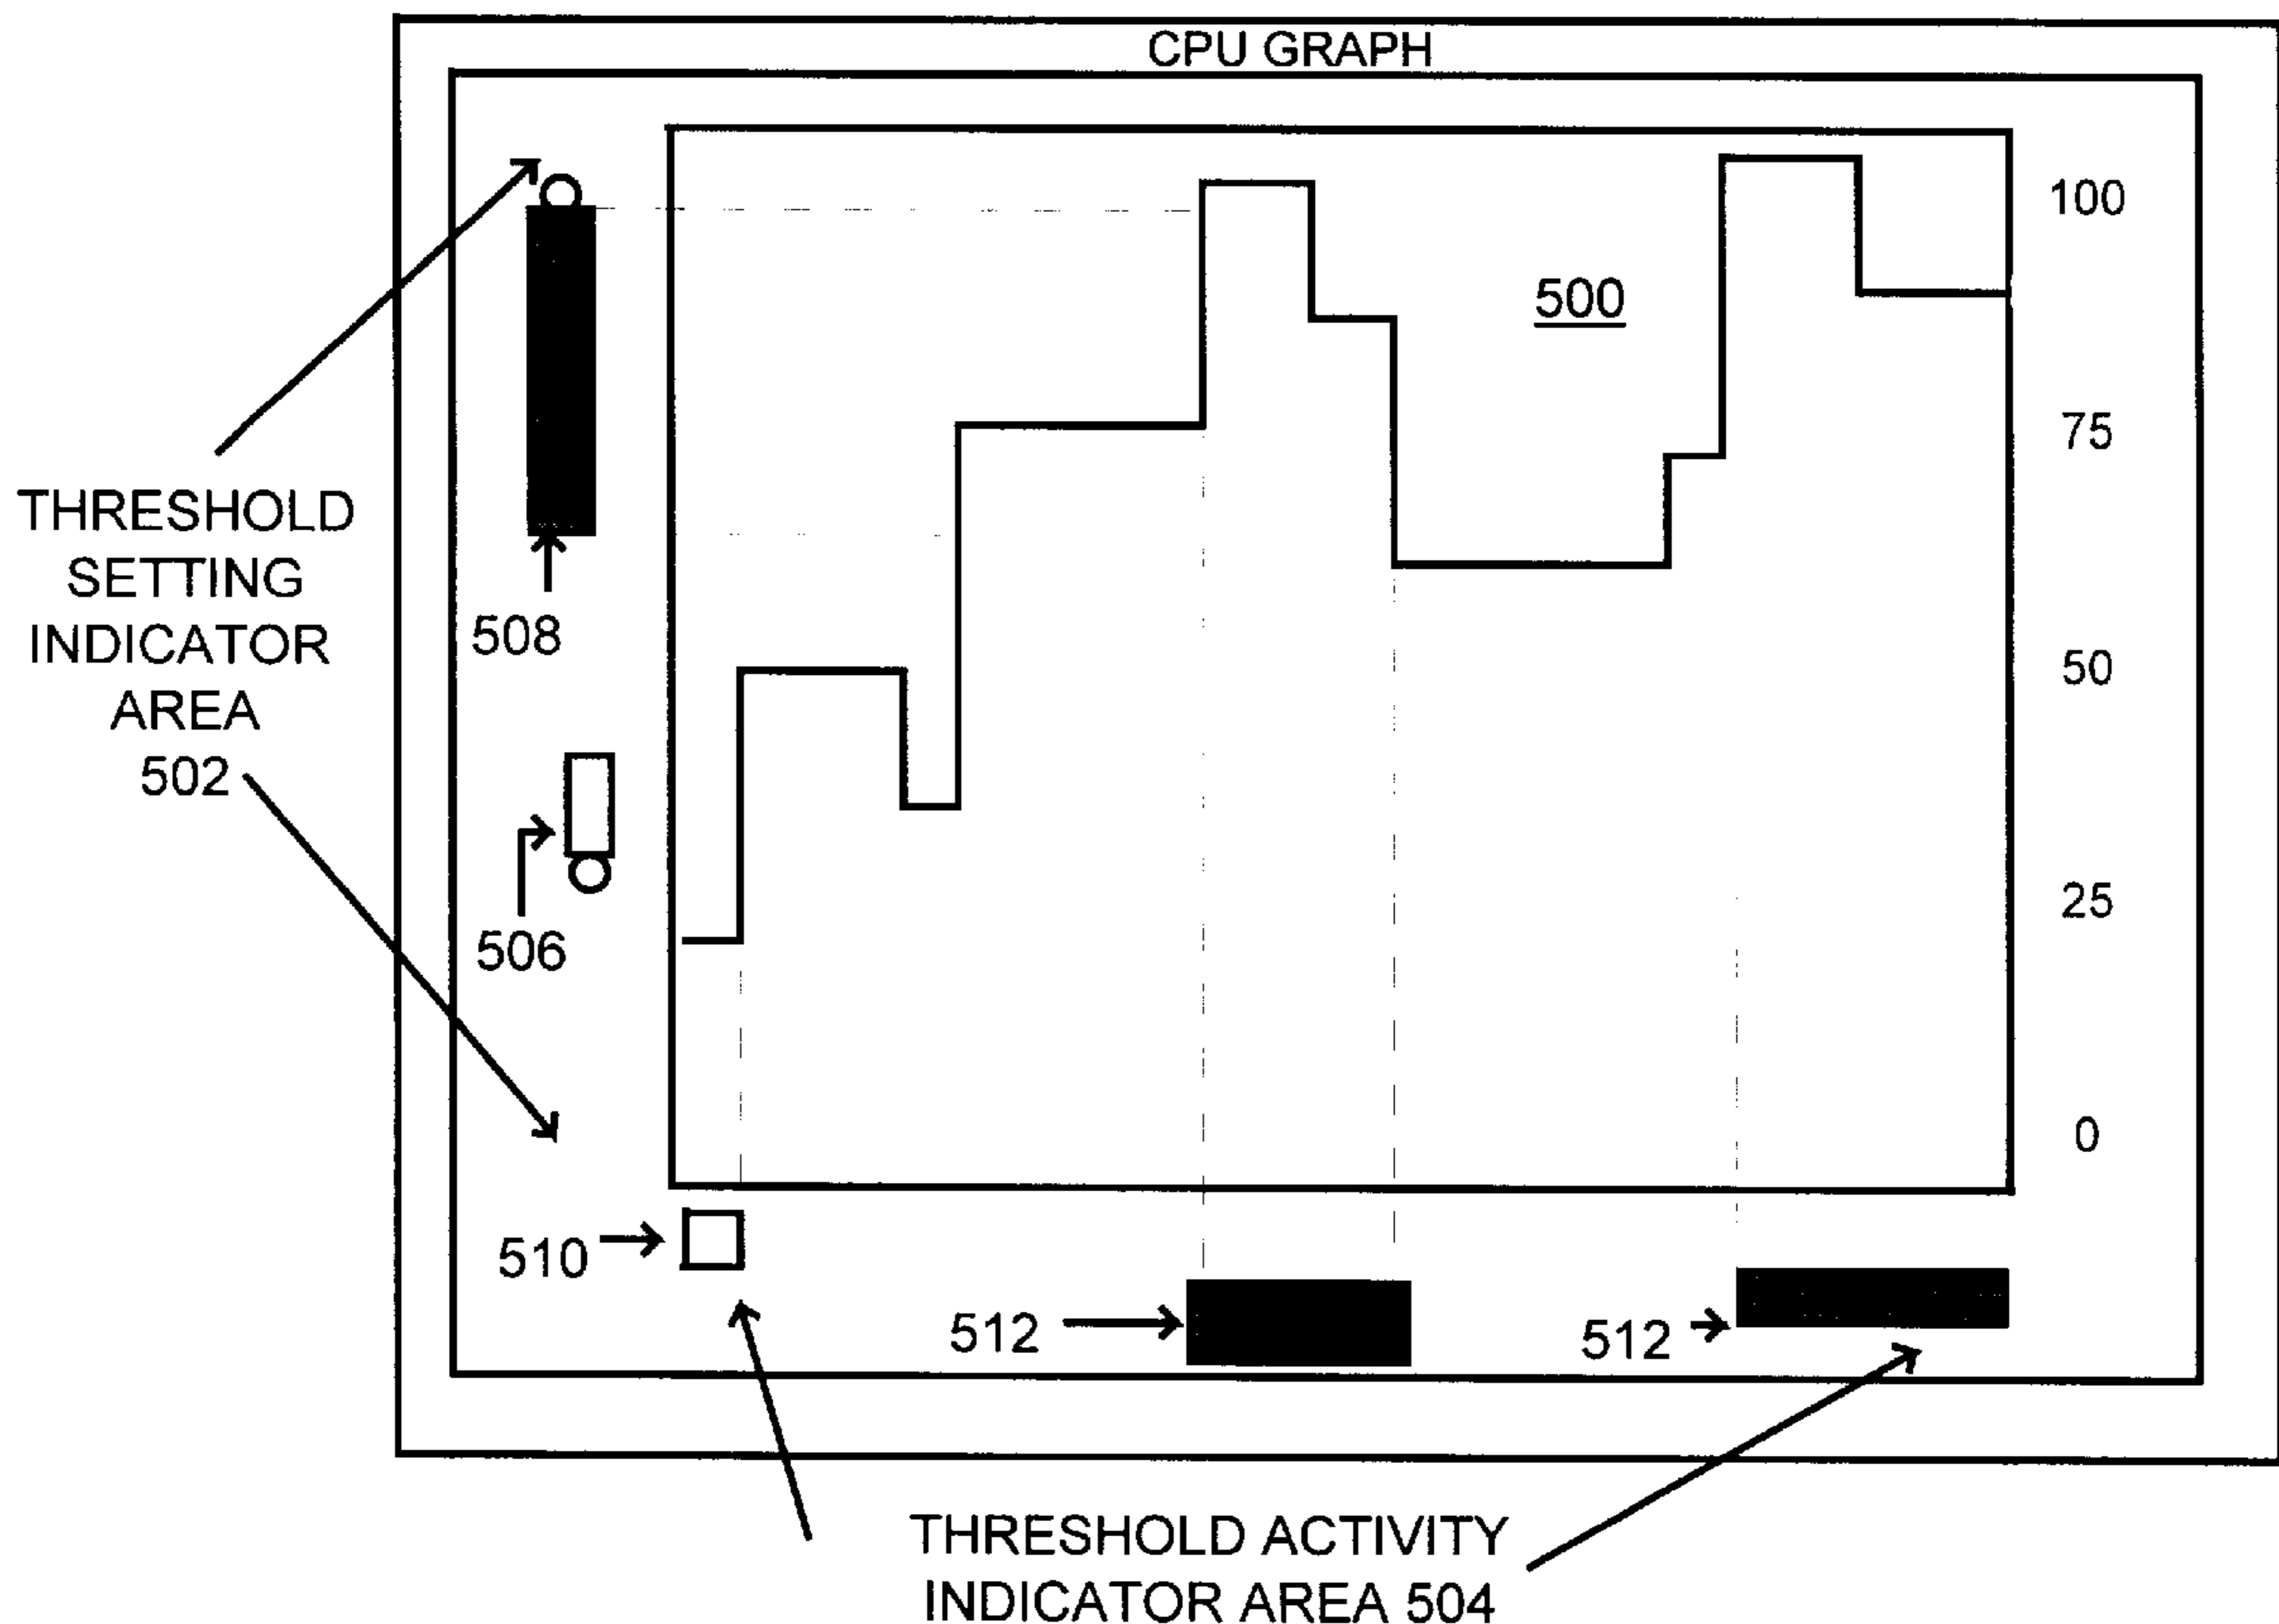 CPU GRAPH
100
500
75
THRESHOLD
SETTING
INDICATOR
AREA
502
508
50
25
506
0
510
512
512
THRESHOLD ACTIVITY
INDICATOR AREA 504